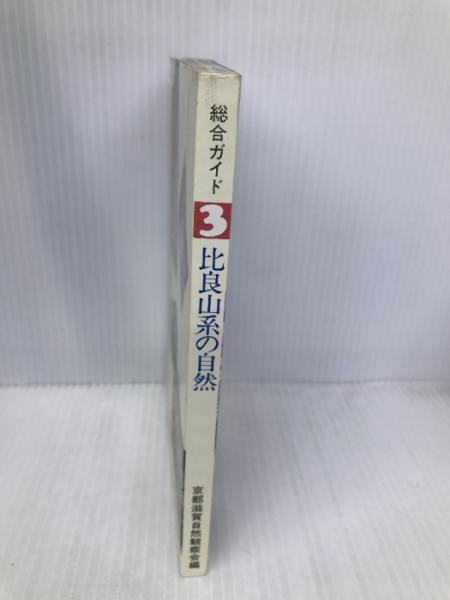 総合ガイド
3
比良山系の自然
京都滋賀自然観察会編